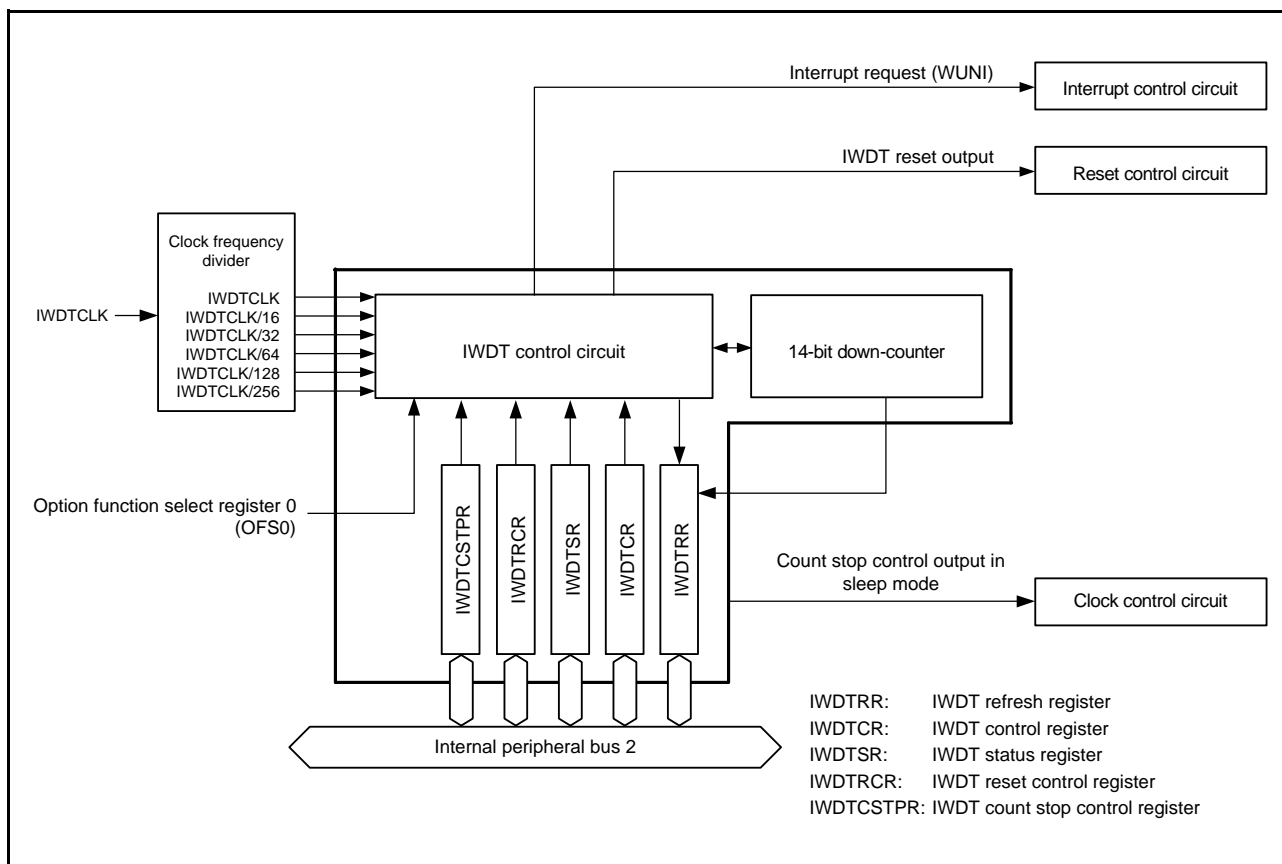 Interrupt request (WUNI)
Interrupt control circuit
IWDT reset output
Reset control circuit
Clock frequency
divider
IWDTCLK
IWDTCLK
IWDTCLK/16
IWDTCLK/32
IWDTCLK/64
IWDTCLK/128
IWDTCLK/256
IWDT control circuit
14-bit down-counter
Option function select register 0
(OFS0)
IWDTCSTPR
IWDTRCR
IWDTSR
IWDTCR
IWDTRR
Count stop control output in
sleep mode
Clock control circuit
Internal peripheral bus 2
IWDTRR: IWDT refresh register
IWDTCR: IWDT control register
IWDTSR: IWDT status register
IWDTRCR: IWDT reset control register
IWDTCSTPR: IWDT count stop control register